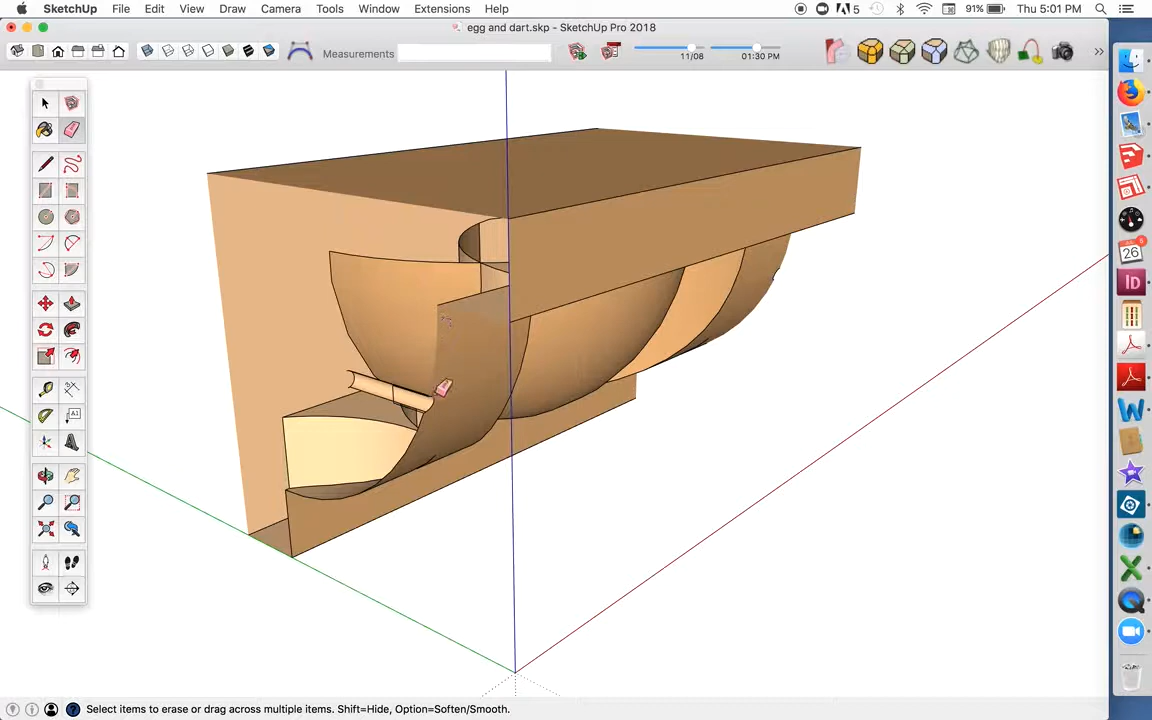 SketchUp File Edit View Draw Camera Tools Window Extensions Help 5 91% Thu 5:01 PM
egg and dart.skp - SketchUp Pro 2018
Measurements
11/08 01:30 PM
A1
26
Select items to erase or drag across multiple items. Shift=Hide, Option=Soften/Smooth.